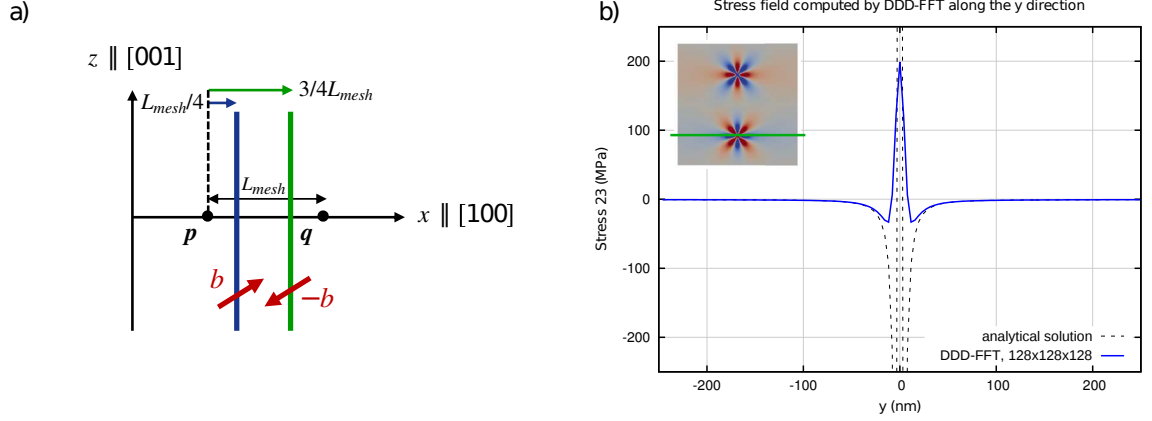 a)
z ∥ [001]
L_mesh/4
3/4L_mesh
L_mesh
x ∥ [100]
p
q
b
−b
b)
Stress field computed by DDD-FFT along the y direction
200
100
0
-100
-200
Stress 23 (MPa)
analytical solution
DDD-FFT, 128x128x128
-200
-100
0
100
200
y (nm)